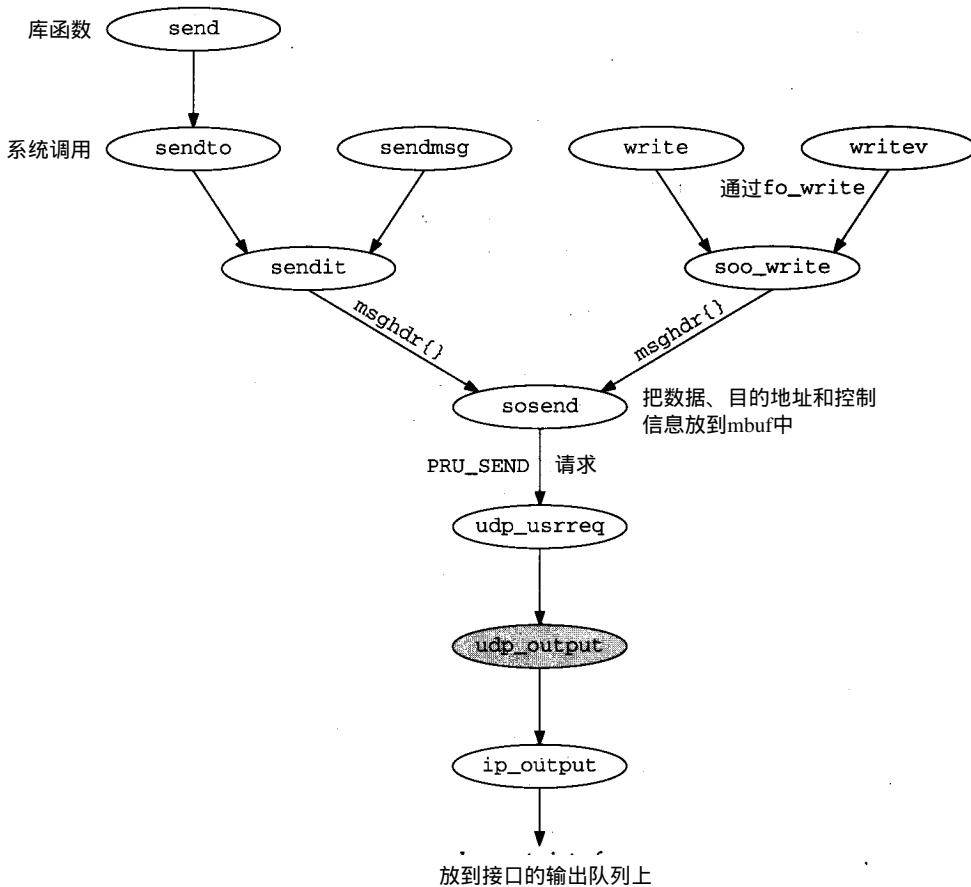 库函数 send
系统调用 sendto sendmsg write writev
通过fo_write
sendit soo_write
msghdr{} msghdr{}
sosend 把数据、目的地址和控制
信息放到mbuf中
PRU_SEND 请求
udp_usrreq
udp_output
ip_output
放到接口的输出队列上